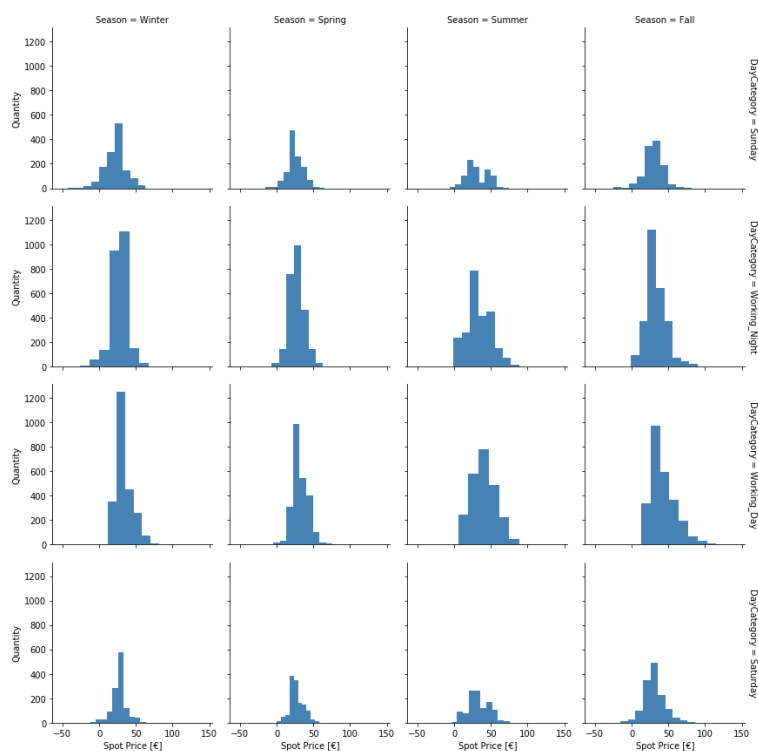 Season = Winter
Season = Spring
Season = Summer
Season = Fall
1200
1000
800
600
400
200
0
Quantity
DayCategory = Sunday
1200
1000
800
600
400
200
0
Quantity
DayCategory = Working_Night
1200
1000
800
600
400
200
0
Quantity
DayCategory = Working_Day
1200
1000
800
600
400
200
0
Quantity
DayCategory = Saturday
−50 0 50 100 150
−50 0 50 100 150
−50 0 50 100 150
−50 0 50 100 150
Spot Price [€]
Spot Price [€]
Spot Price [€]
Spot Price [€]